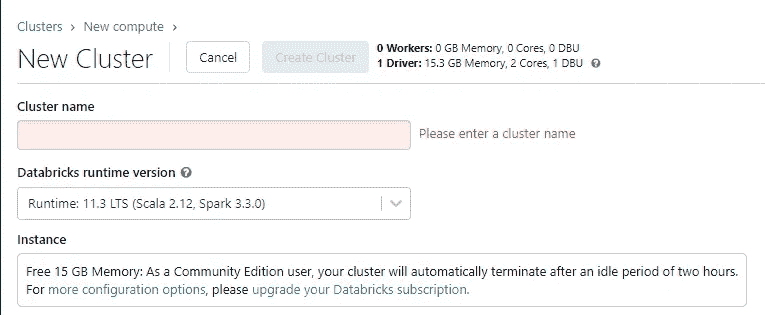 Clusters > New compute >
New Cluster
Cancel
Create Cluster
0 Workers: 0 GB Memory, 0 Cores, 0 DBU
1 Driver: 15.3 GB Memory, 2 Cores, 1 DBU ?
Cluster name
Please enter a cluster name
Databricks runtime version ?
Runtime: 11.3 LTS (Scala 2.12, Spark 3.3.0)
Instance
Free 15 GB Memory: As a Community Edition user, your cluster will automatically terminate after an idle period of two hours.
For more configuration options, please upgrade your Databricks subscription.